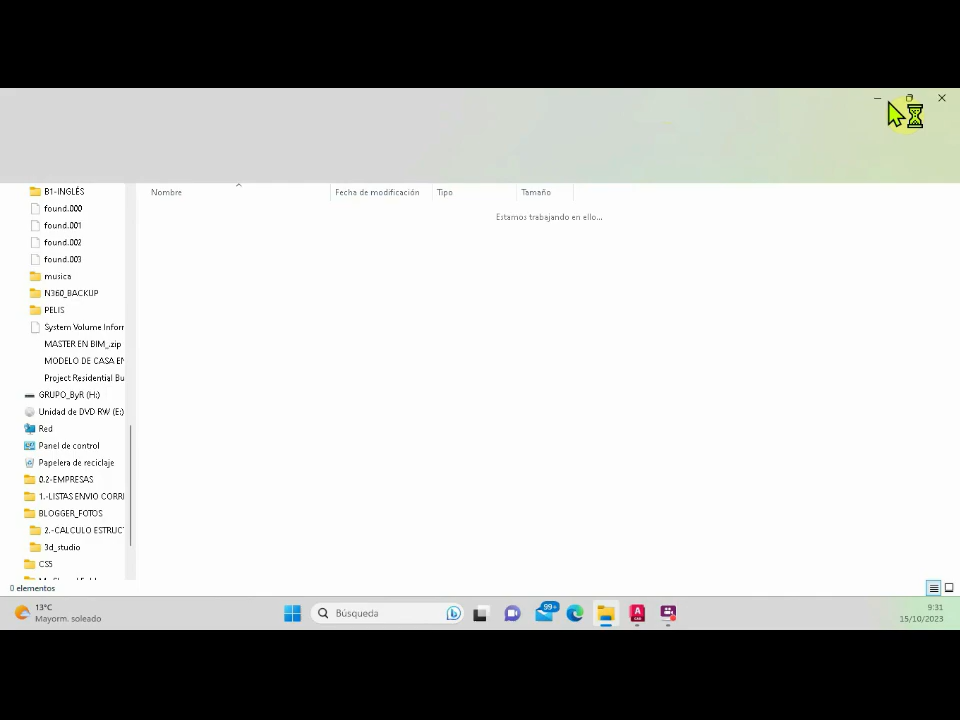 B1-INGLÉS
Nombre
Fecha de modificación
Tipo
Tamaño
found.000
Estamos trabajando en ello...
found.001
found.002
found.003
musica
N360_BACKUP
PELIS
System Volume Inforr
MASTER EN BIM_.zip
MODELO DE CASA EN
Project Residential Bu
GRUPO_ByR (H:)
Unidad de DVD RW (E:)
Red
Panel de control
Papelera de reciclaje
0.2-EMPRESAS
1.-LISTAS ENVIO CORRI
BLOGGER_FOTOS
2.-CALCULO ESTRUCT
3d_studio
CS5
0 elementos
13°C
Mayorm. soleado
Búsqueda
99+
9:31
15/10/2023